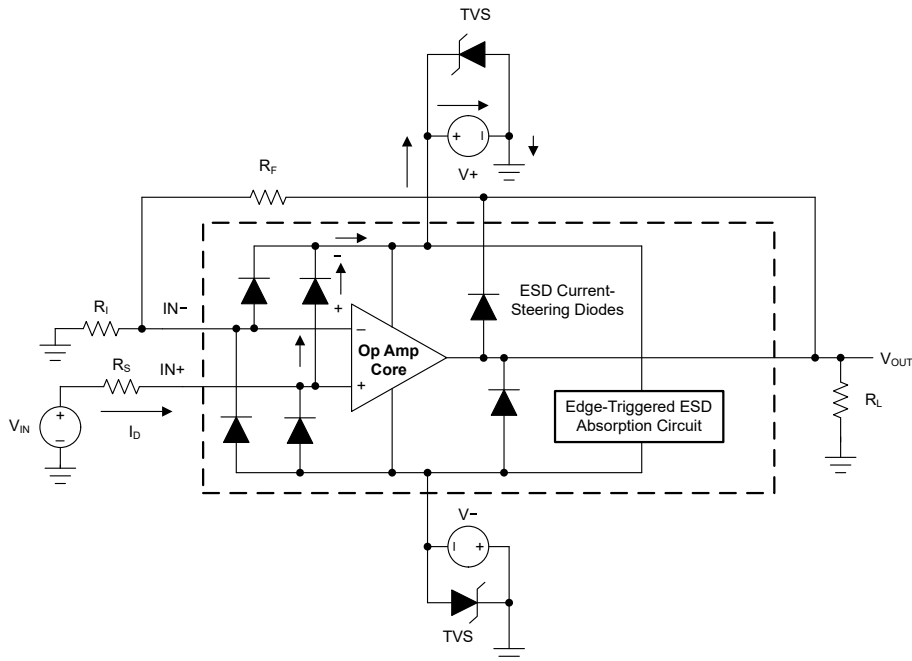 TVS
+
−
V+
RF
−
+
ESD Current-
Steering Diodes
RI
IN−
−
Op Amp
Core
+
RS
IN+
VOUT
VIN
+
−
ID
Edge-Triggered ESD
Absorption Circuit
RL
V−
−
+
TVS